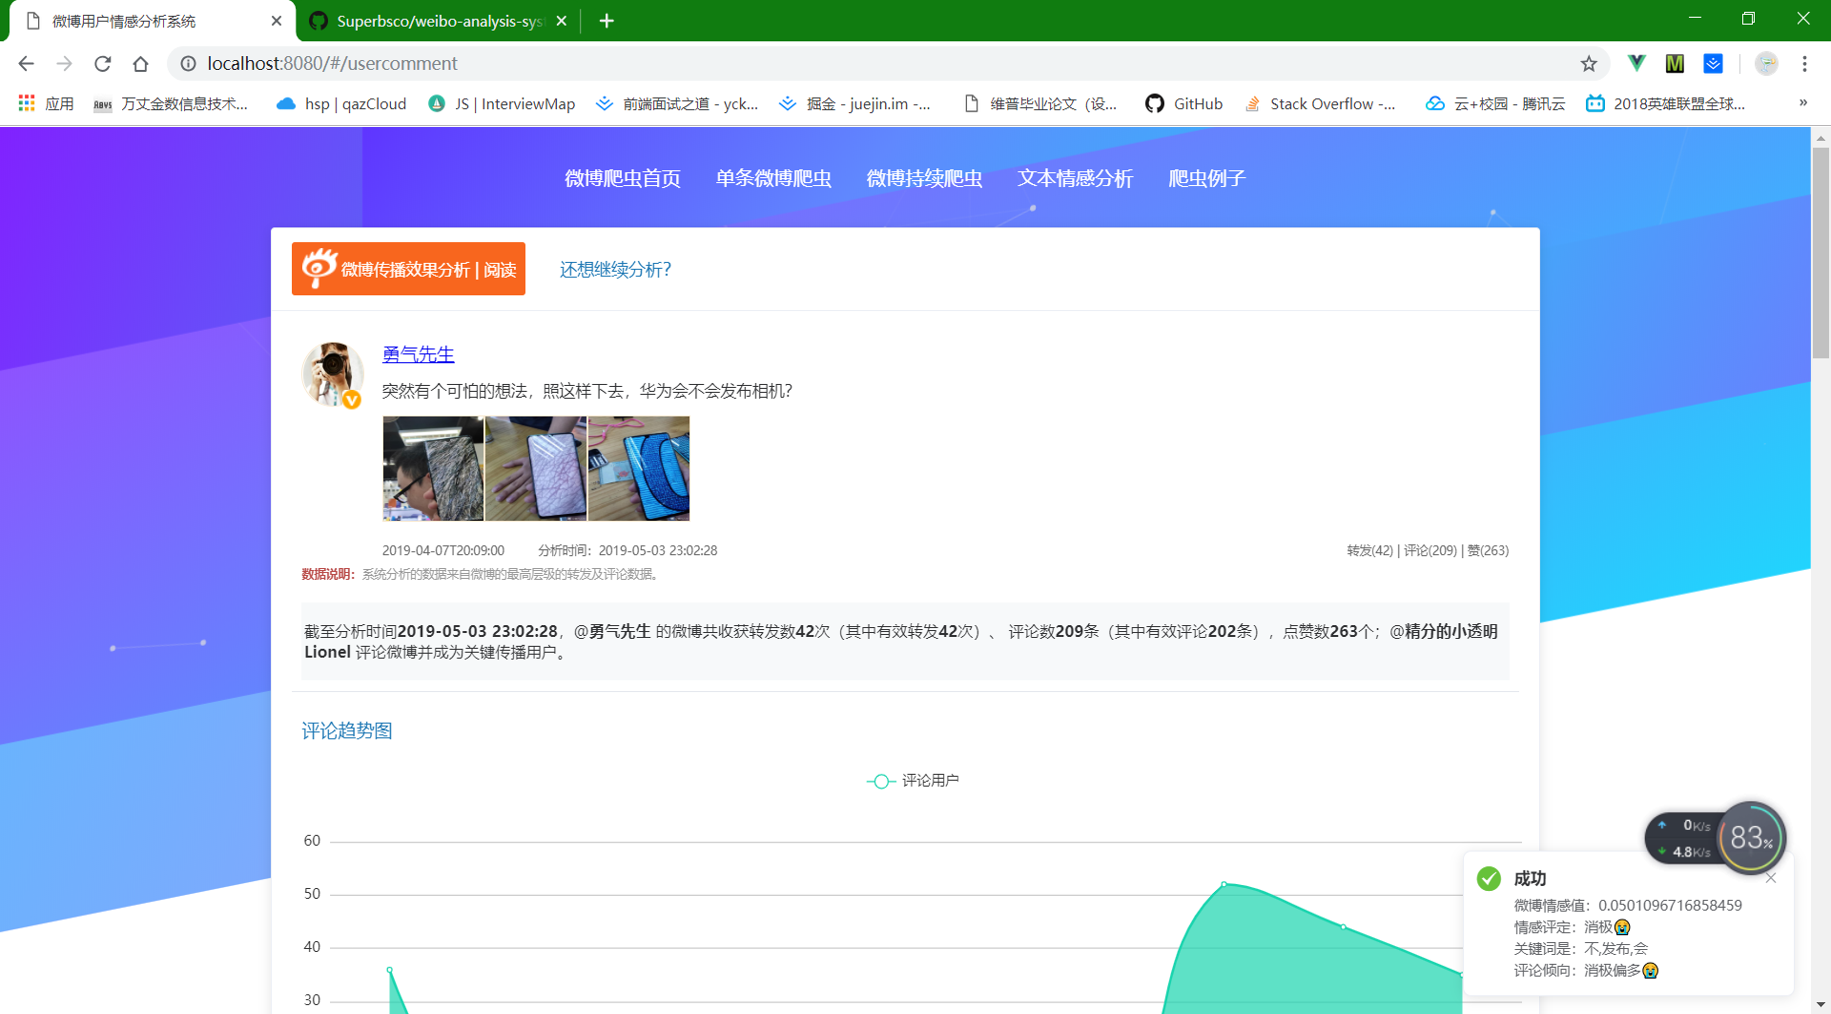 微博用户情感分析系统
Superbsco/weibo-analysis-sys
localhost:8080/#/usercomment
应用
万丈金数信息技术...
hsp | qazCloud
JS | InterviewMap
前端面试之道 - yck...
掘金 - juejin.im -...
维普毕业论文（设...
GitHub
Stack Overflow -...
云+校园 - 腾讯云
2018英雄联盟全球...
»
微博爬虫首页
单条微博爬虫
微博持续爬虫
文本情感分析
爬虫例子
微博传播效果分析 | 阅读
还想继续分析？
勇气先生
突然有个可怕的想法，照这样下去，华为会不会发布相机？
2019-04-07T20:09:00 分析时间：2019-05-03 23:02:28
转发(42) | 评论(209) | 赞(263)
数据说明：系统分析的数据来自微博的最高层级的转发及评论数据。
截至分析时间2019-05-03 23:02:28，@勇气先生 的微博共收获转发数42次（其中有效转发42次）、 评论数209条（其中有效评论202条），点赞数263个；@精分的小透明
Lionel 评论微博并成为关键传播用户。
评论趋势图
评论用户
60
50
40
30
0K/s
4.8K/s
83%
成功
微博情感值：0.0501096716858459
情感评定：消极😭
关键词是：不,发布,会
评论倾向：消极偏多😭